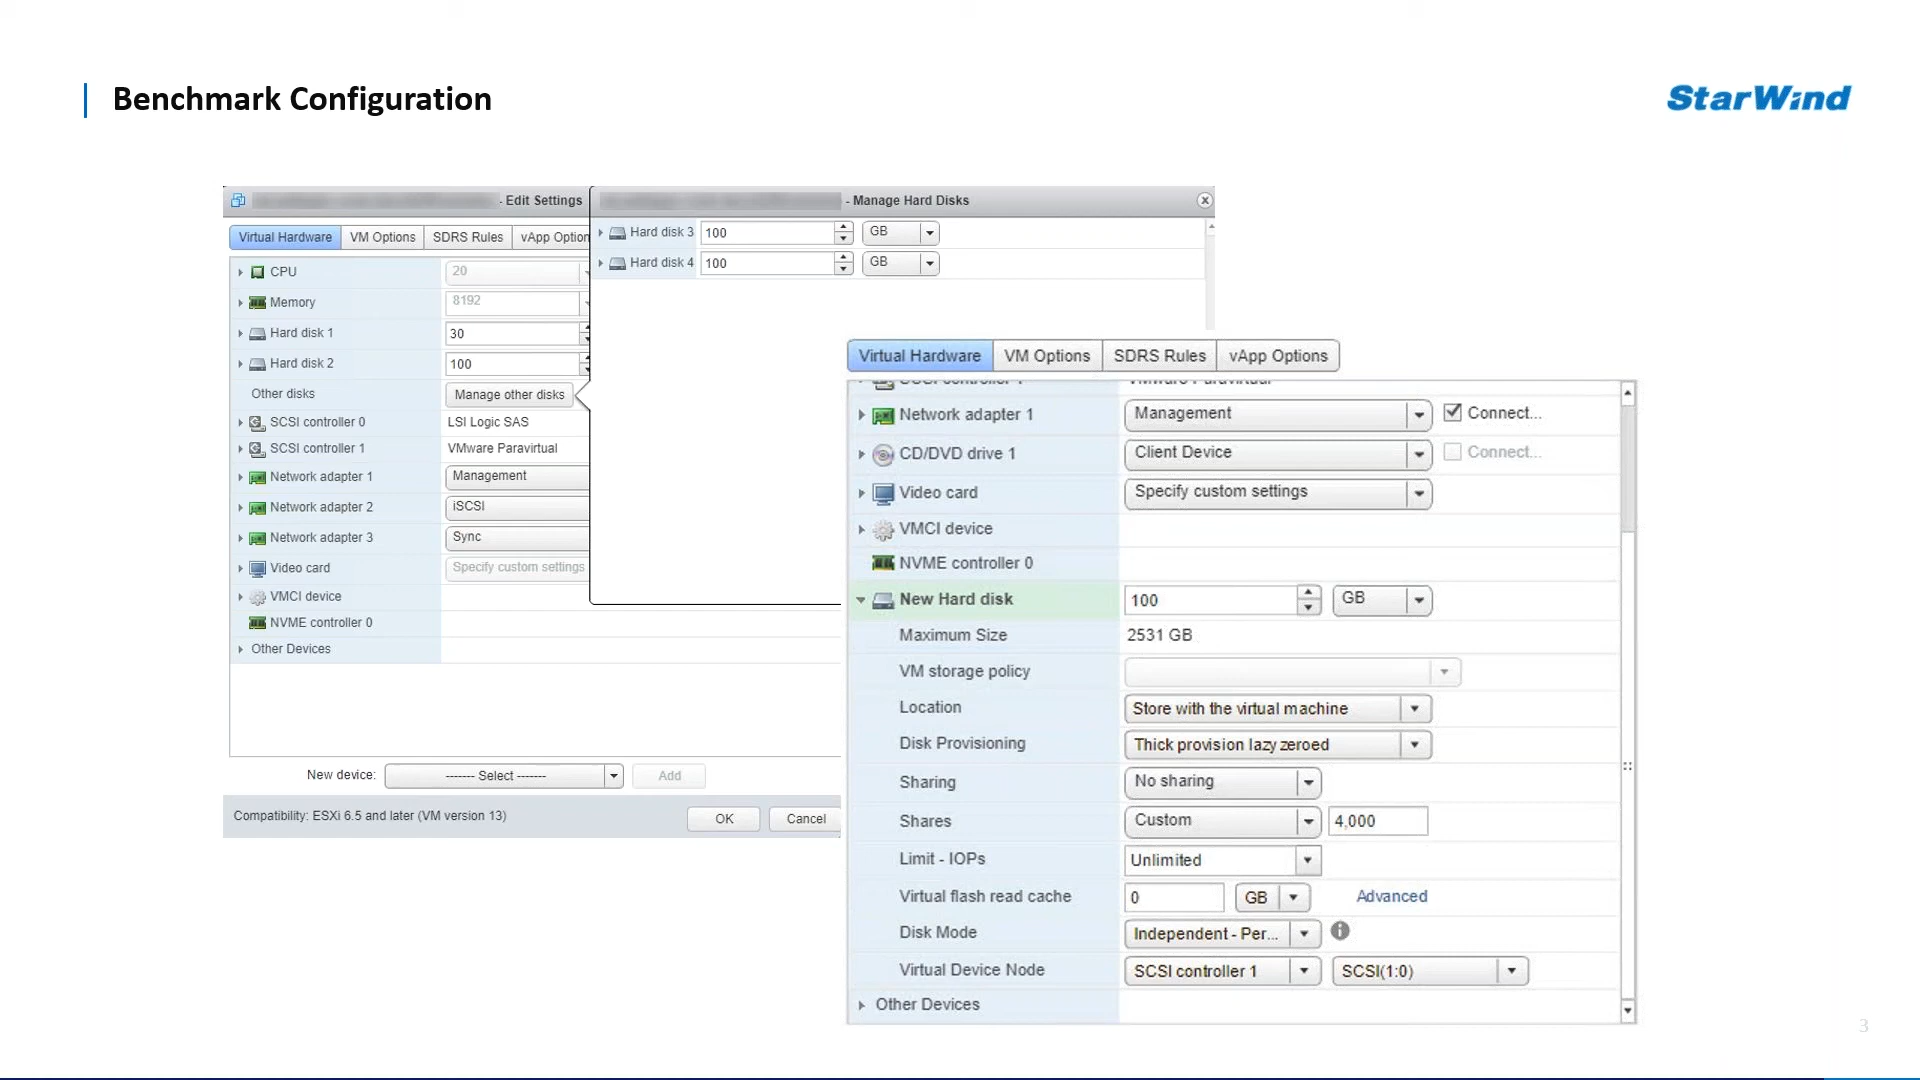 Benchmark Configuration
StarWind
- Edit Settings
Virtual Hardware VM Options SDRS Rules vApp Option
CPU 20
Memory 8192
Hard disk 1 30
Hard disk 2 100
Other disks Manage other disks
SCSI controller 0 LSI Logic SAS
SCSI controller 1 VMware Paravirtual
Network adapter 1 Management
Network adapter 2 iSCSI
Network adapter 3 Sync
Video card Specify custom settings
VMCI device
NVME controller 0
Other Devices
New device: ------- Select ------- Add
Compatibility: ESXi 6.5 and later (VM version 13) OK Cancel
- Manage Hard Disks
Hard disk 3 100 GB
Hard disk 4 100 GB
Virtual Hardware VM Options SDRS Rules vApp Options
SCSI controller 1 VMware Paravirtual
Network adapter 1 Management Connect...
CD/DVD drive 1 Client Device Connect...
Video card Specify custom settings
VMCI device
NVME controller 0
New Hard disk 100 GB
Maximum Size 2531 GB
VM storage policy
Location Store with the virtual machine
Disk Provisioning Thick provision lazy zeroed
Sharing No sharing
Shares Custom 4,000
Limit - IOPs Unlimited
Virtual flash read cache 0 GB Advanced
Disk Mode Independent - Per...
Virtual Device Node SCSI controller 1 SCSI(1:0)
Other Devices
3